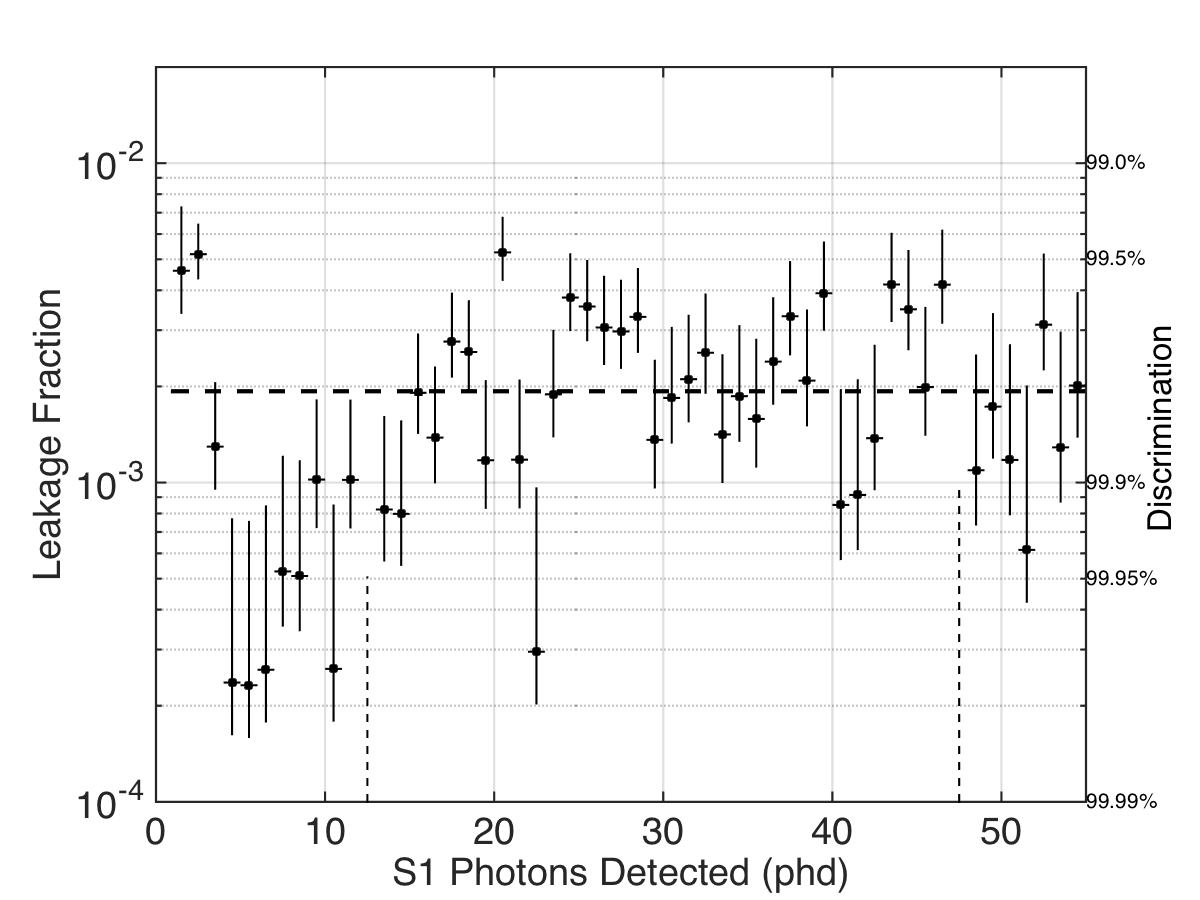 10-2
10-3
10-4
Leakage Fraction
99.0%
99.5%
99.9%
99.95%
99.99%
Discrimination
0 10 20 30 40 50
S1 Photons Detected (phd)